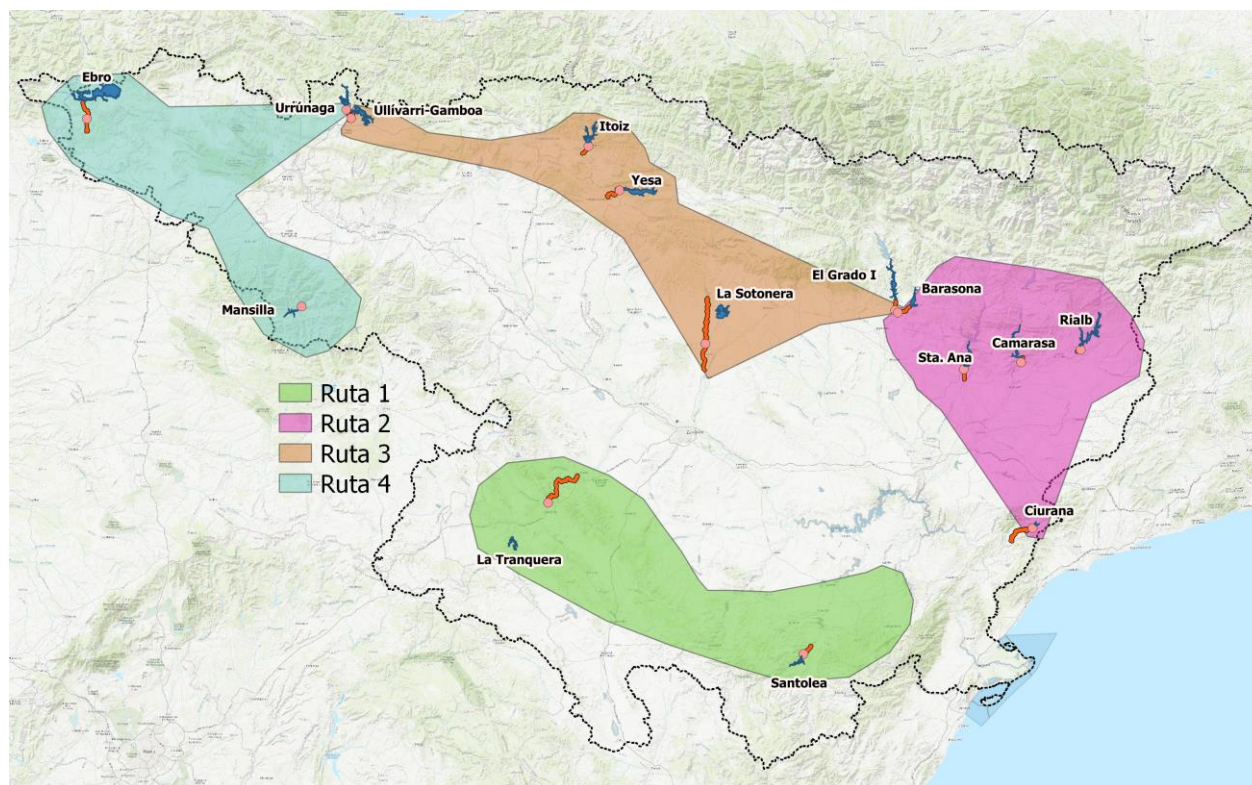 Ebro
Urrúnaga
Ullívarri-Gamboa
Itoiz
Yesa
El Grado I
Barasona
La Sotonera
Rialb
Camarasa
Sta. Ana
Mansilla
Ruta 1
Ruta 2
Ruta 3
Ruta 4
Ciurana
La Tranquera
Santolea